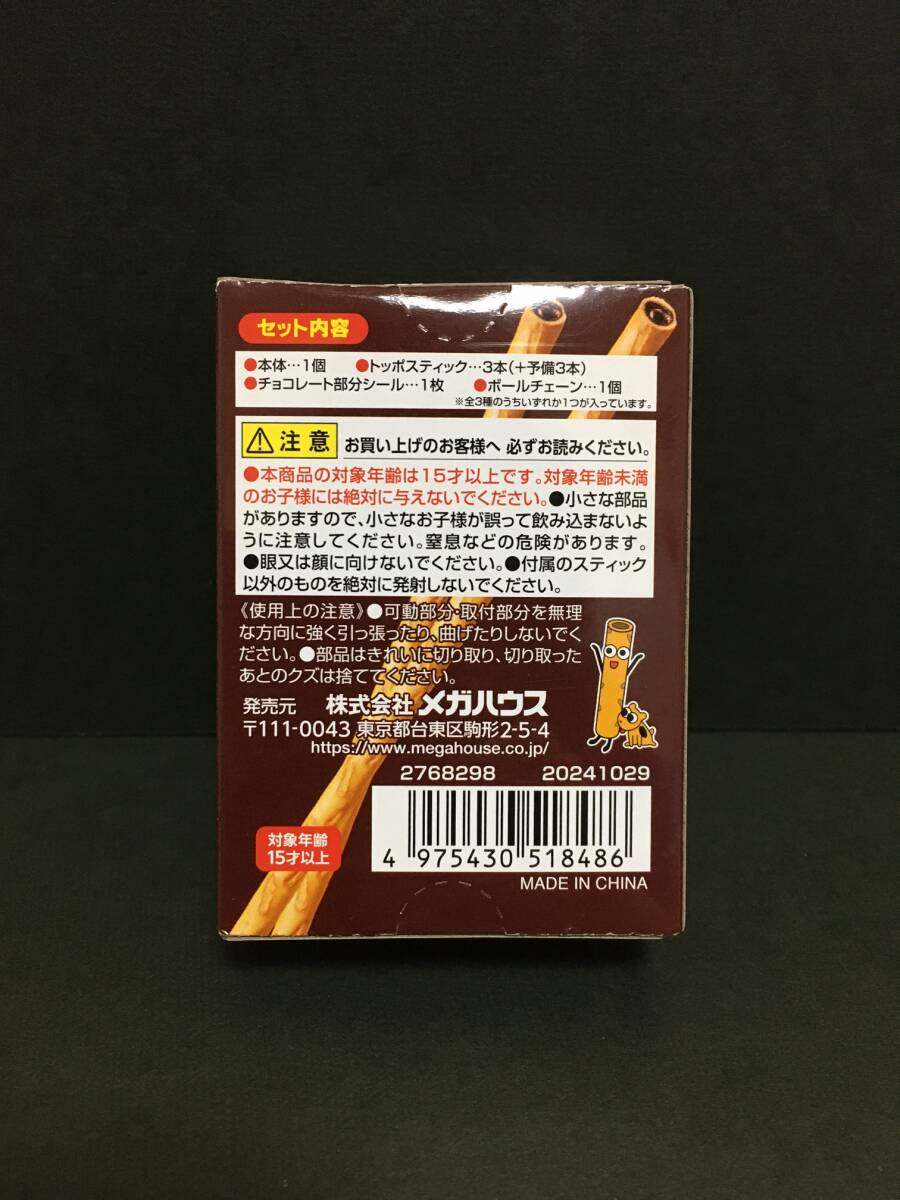 セット内容
●本体…1個 ●トッポスティック…3本(+予備3本)
●チョコレート部分シール…1枚 ●ボールチェーン…1個
※全3種のうちいずれか1つが入っています。
注意 お買い上げのお客様へ 必ずお読みください。
●本商品の対象年齢は15才以上です。対象年齢未満
のお子様には絶対に与えないでください。●小さな部品
がありますので、小さなお子様が誤って飲み込まないよ
うに注意してください。窒息などの危険があります。
●眼又は顔に向けないでください。●付属のスティック
以外のものを絶対に発射しないでください。
《使用上の注意》●可動部分・取付部分を無理
な方向に強く引っ張ったり、曲げたりしないでく
ださい。●部品はきれいに切り取り、切り取った
あとのクズは捨ててください。
発売元 株式会社 メガハウス
〒111-0043 東京都台東区駒形2-5-4
https://www.megahouse.co.jp/
2768298 20241029
対象年齢
15才以上
4 975430 518486
MADE IN CHINA